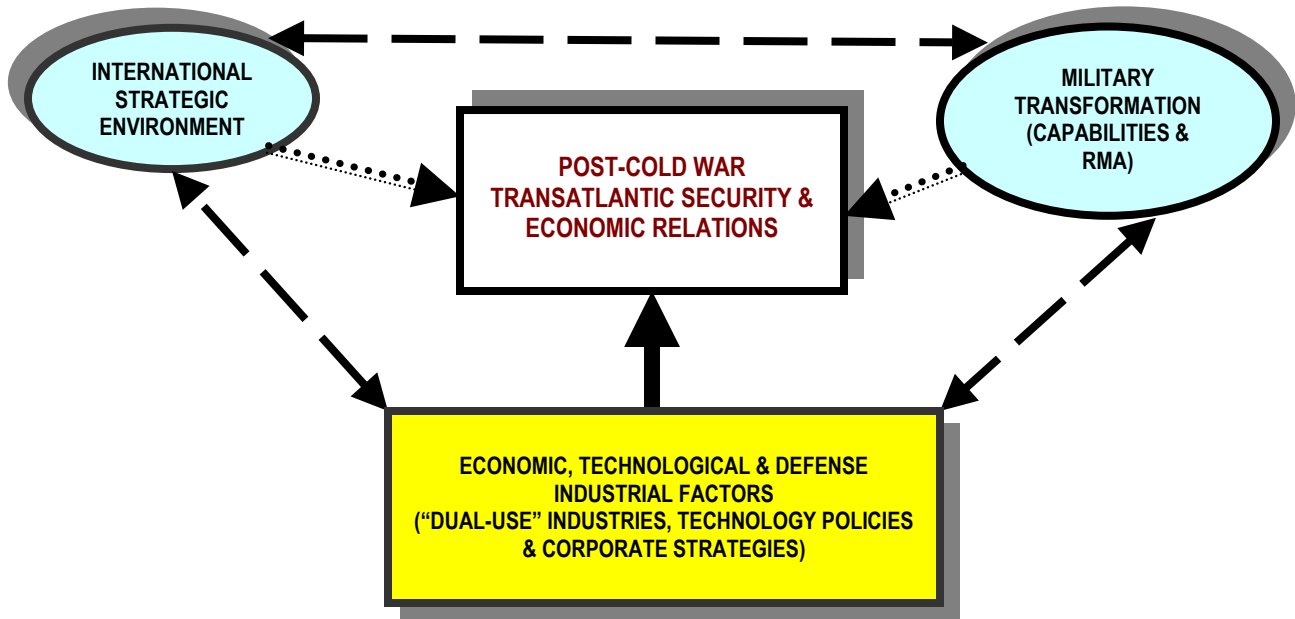 INTERNATIONAL
STRATEGIC
ENVIRONMENT
MILITARY
TRANSFORMATION
(CAPABILITIES &
RMA)
POST-COLD WAR
TRANSATLANTIC SECURITY &
ECONOMIC RELATIONS
ECONOMIC, TECHNOLOGICAL & DEFENSE
INDUSTRIAL FACTORS
(“DUAL-USE” INDUSTRIES, TECHNOLOGY POLICIES
& CORPORATE STRATEGIES)